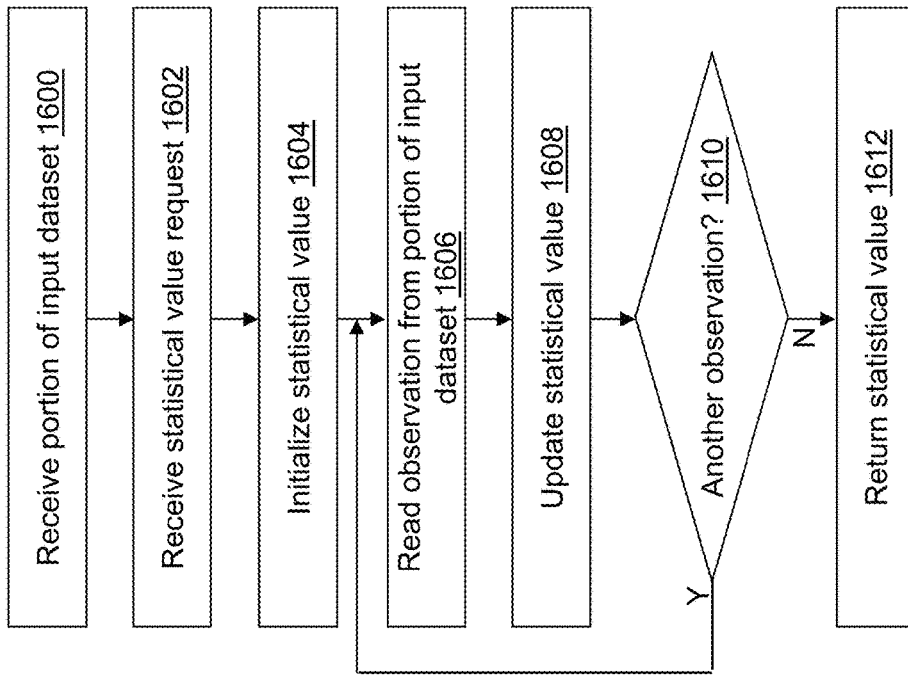 Receive portion of input dataset 1600
Receive statistical value request 1602
Initialize statistical value 1604
Read observation from portion of input
dataset 1606
Update statistical value 1608
Another observation? 1610
Y
N
Return statistical value 1612